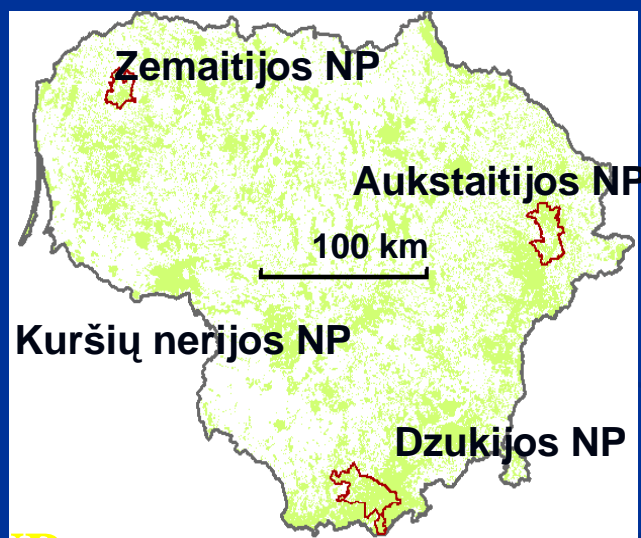 Zemaitijos NP
Aukstaitijos NP
100 km
Kuršių nerijos NP
Dzukijos NP